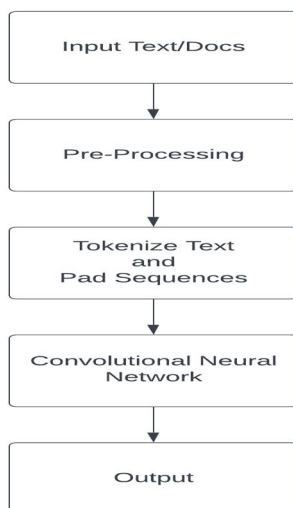 Input Text/Docs
Pre-Processing
Tokenize Text
and
Pad Sequences
Convolutional Neural
Network
Output